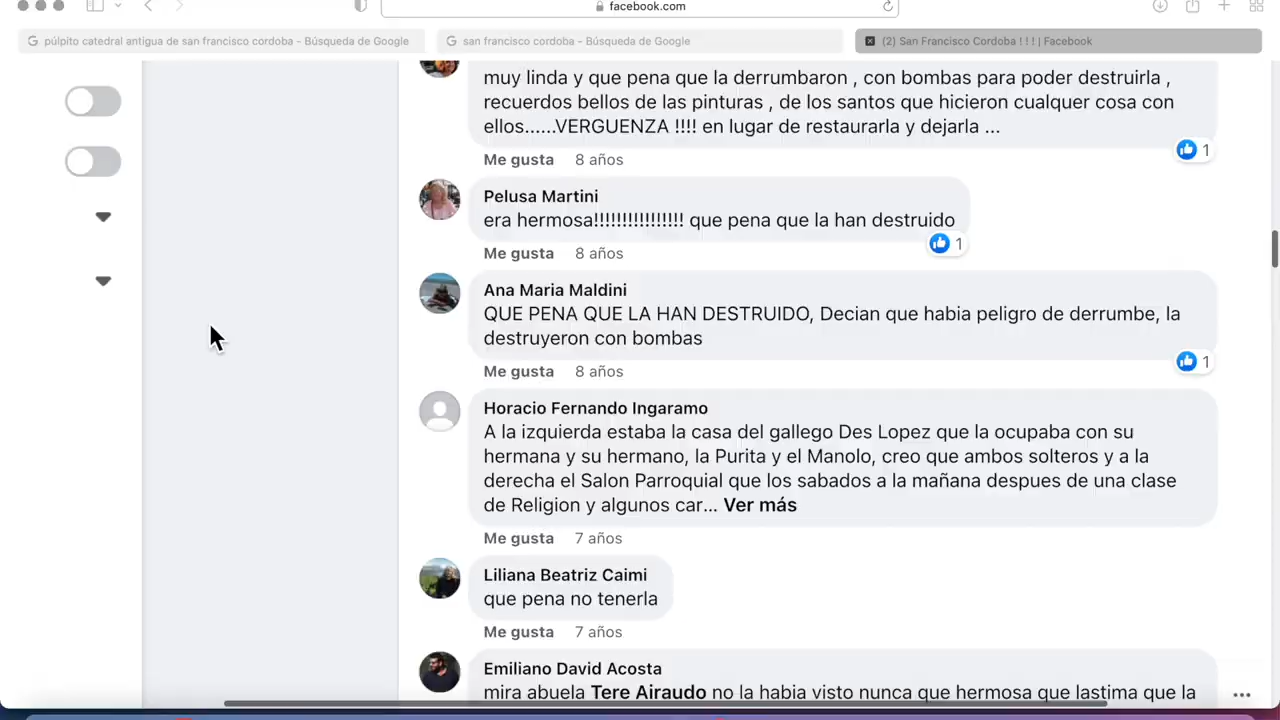 facebook.com
púlpito catedral antigua de san francisco cordoba - Búsqueda de Google
san francisco cordoba - Búsqueda de Google
(2) San Francisco Cordoba ! ! ! | Facebook
muy linda y que pena que la derrumbaron , con bombas para poder destruirla ,
recuerdos bellos de las pinturas , de los santos que hicieron cualquer cosa con
ellos......VERGUENZA !!!! en lugar de restaurarla y dejarla ...
1
Me gusta 8 años
Pelusa Martini
era hermosa!!!!!!!!!!!!!!!! que pena que la han destruido
1
Me gusta 8 años
Ana Maria Maldini
QUE PENA QUE LA HAN DESTRUIDO, Decian que habia peligro de derrumbe, la
destruyeron con bombas
1
Me gusta 8 años
Horacio Fernando Ingaramo
A la izquierda estaba la casa del gallego Des Lopez que la ocupaba con su
hermana y su hermano, la Purita y el Manolo, creo que ambos solteros y a la
derecha el Salon Parroquial que los sabados a la mañana despues de una clase
de Religion y algunos car... Ver más
Me gusta 7 años
Liliana Beatriz Caimi
que pena no tenerla
Me gusta 7 años
Emiliano David Acosta
mira abuela Tere Airaudo no la habia visto nunca que hermosa que lastima que la